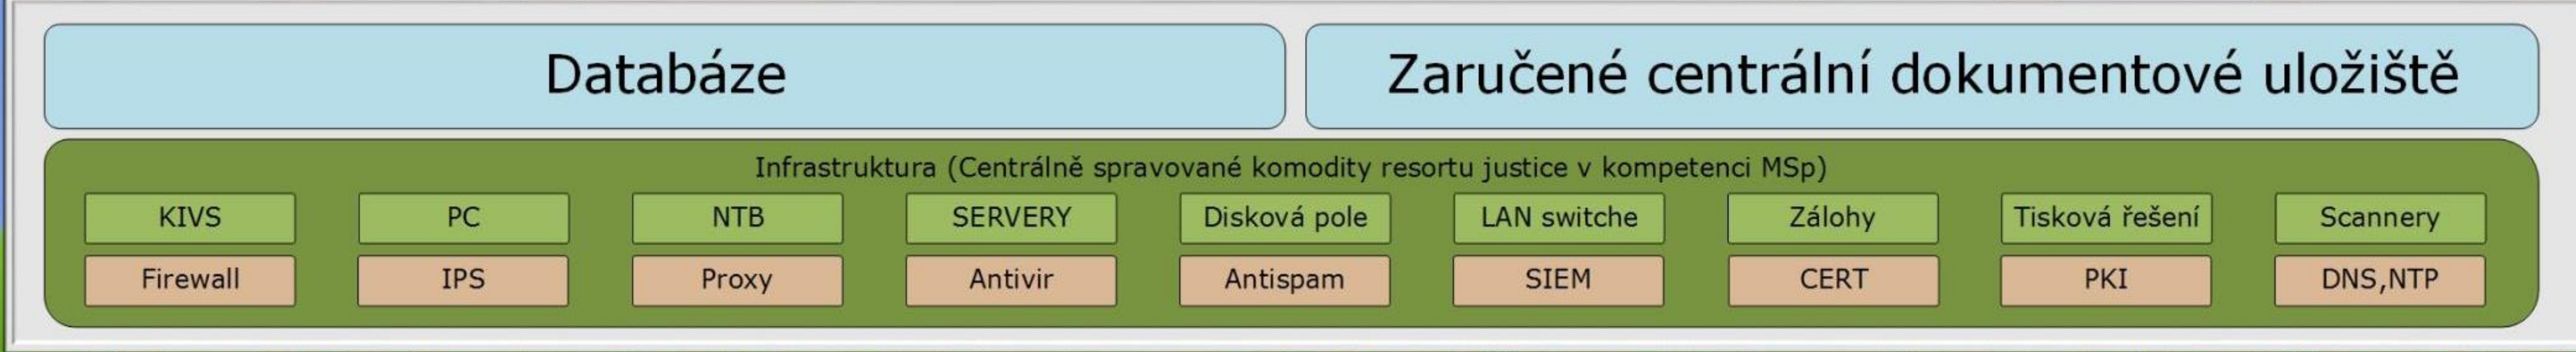 Databáze
Zaručené centrální dokumentové uložiště
Infrastruktura (Centrálně spravované komodity resortu justice v kompetenci MSp)
KIVS
PC
NTB
SERVERY
Disková pole
LAN switche
Zálohy
Tisková řešení
Scannery
Firewall
IPS
Proxy
Antivir
Antispam
SIEM
CERT
PKI
DNS,NTP